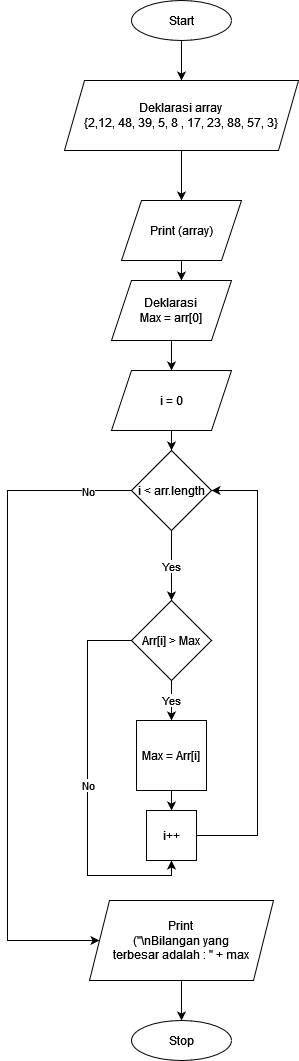 Start
Deklarasi array
{2,12, 48, 39, 5, 8 , 17, 23, 88, 57, 3}
Print (array)
Deklarasi
Max = arr[0]
i = 0
i < arr.length
No
Yes
Arr[i] > Max
Yes
Max = Arr[i]
No
i++
Print
("\nBilangan yang
terbesar adalah : " + max
Stop